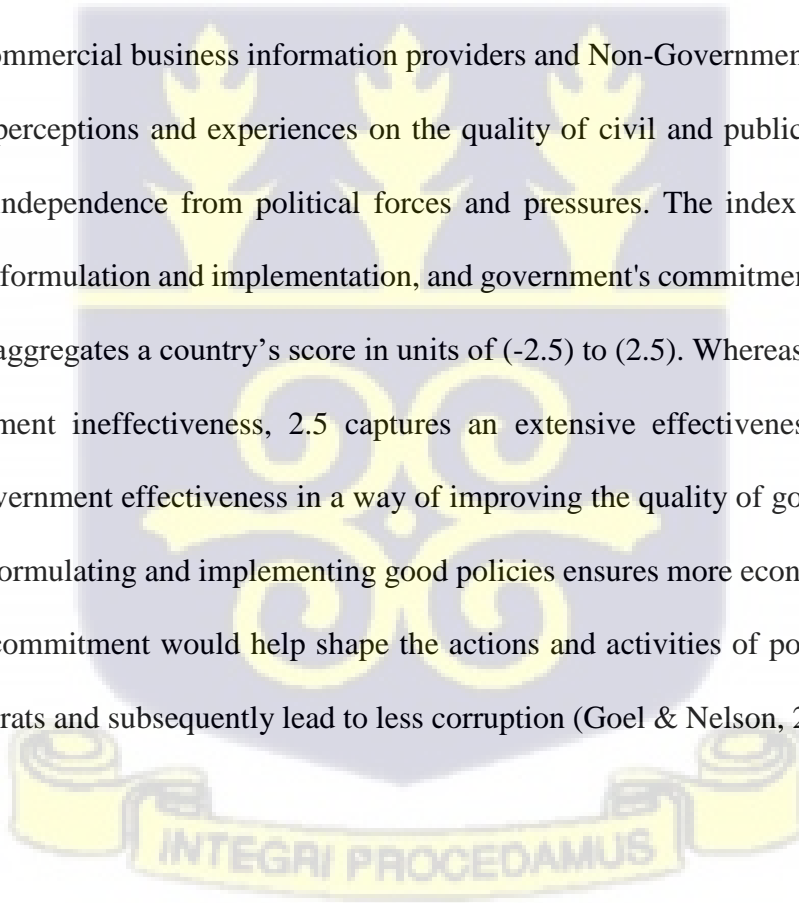 ommercial business information providers and Non-Governmen
perceptions and experiences on the quality of civil and public
ndependence from political forces and pressures. The index
formulation and implementation, and government's commitmen
aggregates a country’s score in units of (-2.5) to (2.5). Whereas
ment ineffectiveness, 2.5 captures an extensive effectivenes
vernment effectiveness in a way of improving the quality of go
ormulating and implementing good policies ensures more econ
commitment would help shape the actions and activities of po
rats and subsequently lead to less corruption (Goel & Nelson, 2
INTEGRI PROCEDAMUS